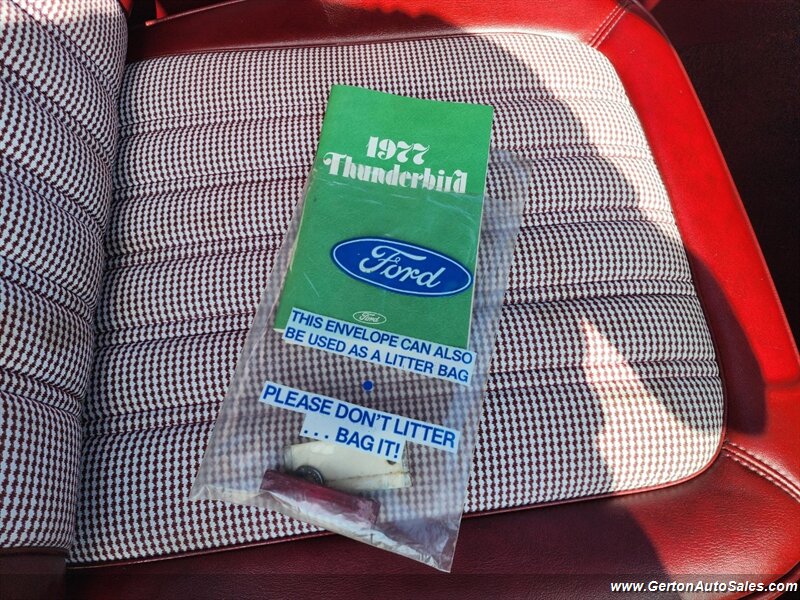 1977
Thunderbird
Ford
Ford
THIS ENVELOPE CAN ALSO
BE USED AS A LITTER BAG
PLEASE DON'T LITTER
. . . BAG IT!
www.GertonAutoSales.com